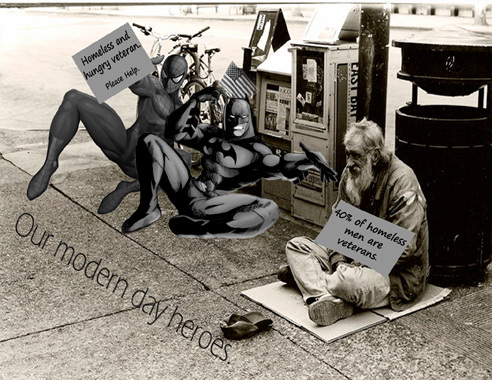 Homeless and
hungry veteran.
Please Help.
40% of homeless
men are
veterans.
Our modern day heroes.